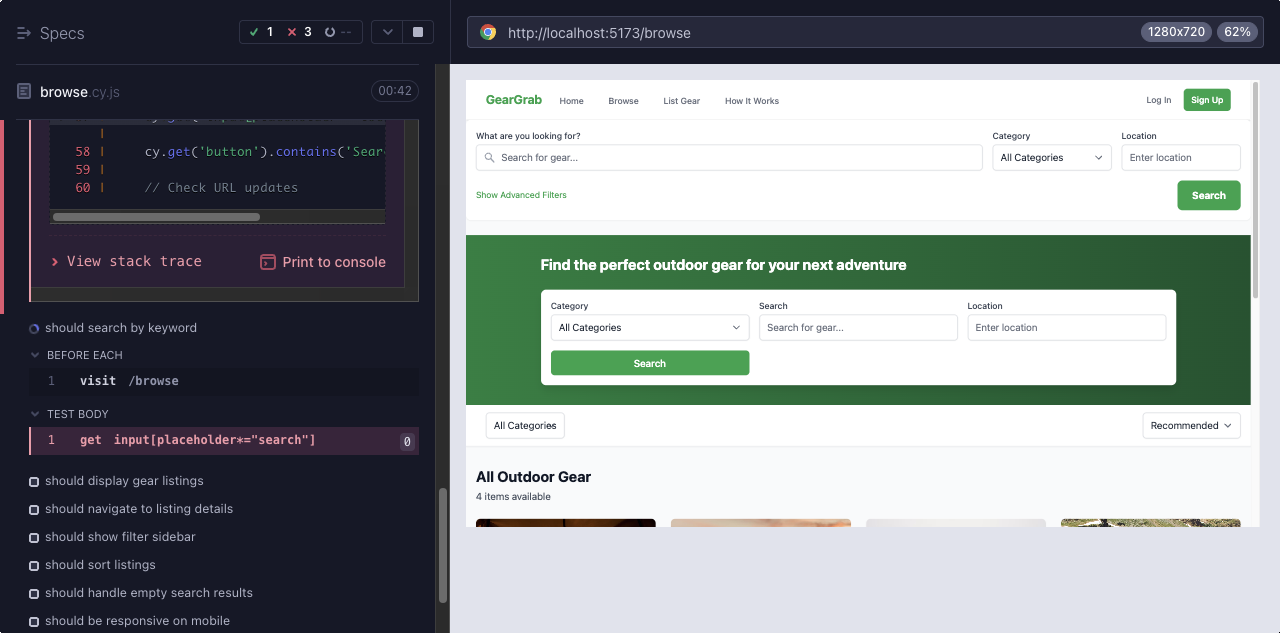 Specs
1 3 --
browse.cy.js 00:42
58 | cy.get('button').contains('Sear
59 |
60 | // Check URL updates
View stack trace Print to console
should search by keyword
BEFORE EACH
1 visit /browse
TEST BODY
1 get input[placeholder*="search"] 0
should display gear listings
should navigate to listing details
should show filter sidebar
should sort listings
should handle empty search results
should be responsive on mobile
http://localhost:5173/browse 1280x720 62%
GearGrab Home Browse List Gear How It Works Log In Sign Up
What are you looking for? Category Location
Search for gear... All Categories Enter location
Show Advanced Filters Search
Find the perfect outdoor gear for your next adventure
Category Search Location
All Categories Search for gear... Enter location
Search
All Categories Recommended
All Outdoor Gear
4 items available